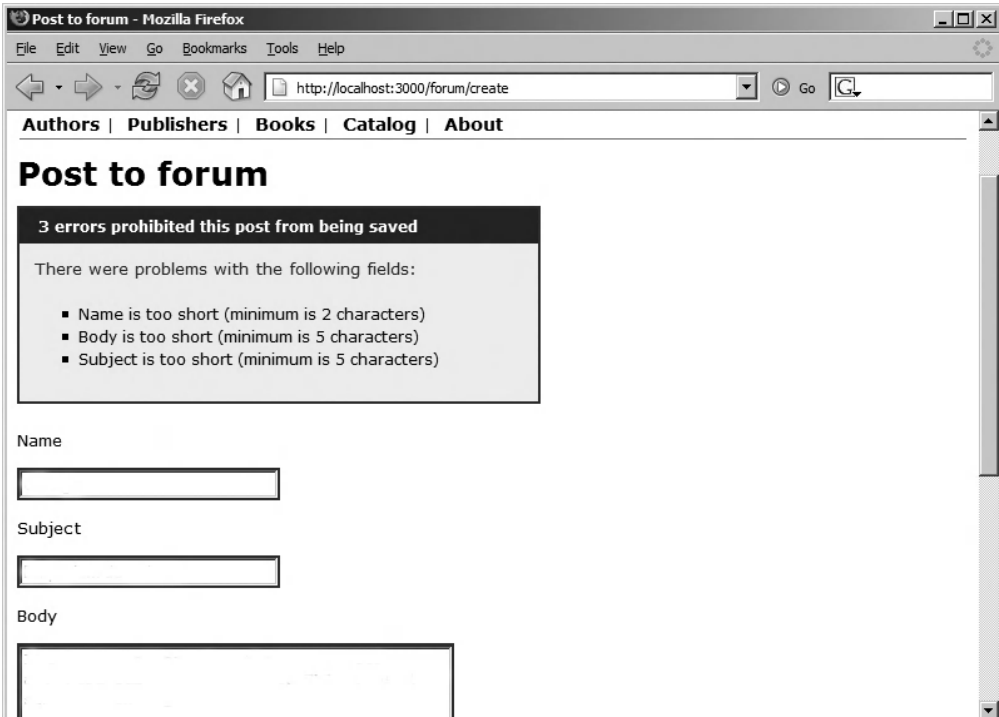 Post to forum - Mozilla Firefox
File Edit View Go Bookmarks Tools Help
http://localhost:3000/forum/create Go G
Authors | Publishers | Books | Catalog | About
Post to forum
3 errors prohibited this post from being saved
There were problems with the following fields:
Name is too short (minimum is 2 characters)
Body is too short (minimum is 5 characters)
Subject is too short (minimum is 5 characters)
Name
Subject
Body